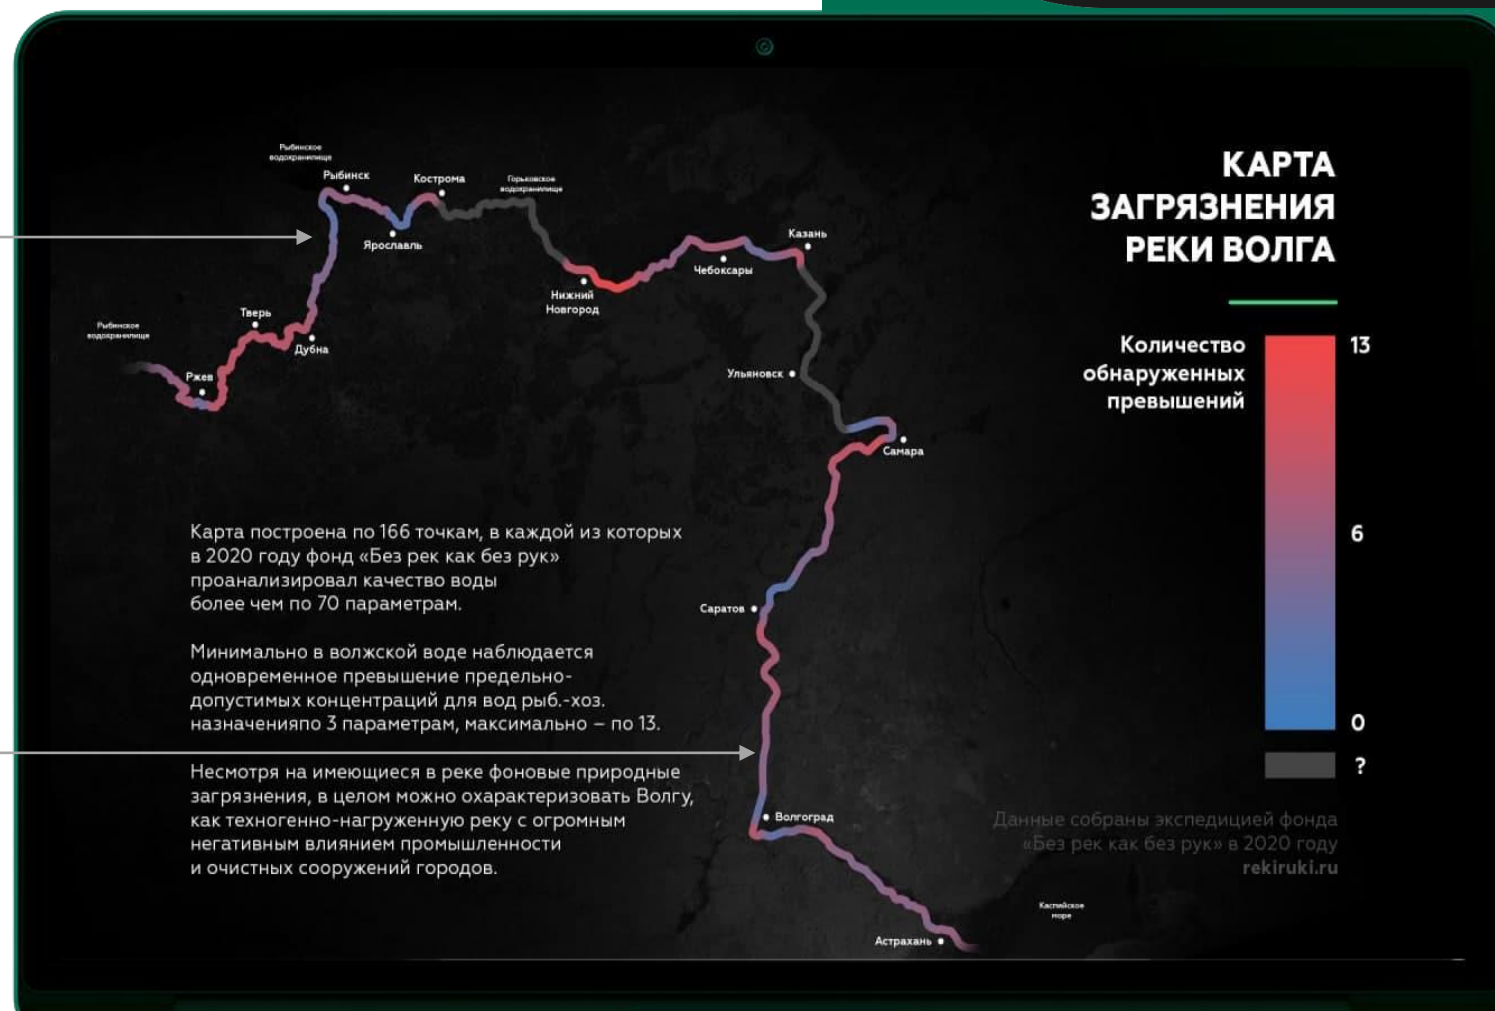 КАРТА
ЗАГРЯЗНЕНИЯ
РЕКИ ВОЛГА
Количество
обнаруженных
превышений
13
6
0
?
Рыбинское
водохранилище
Рыбинск
Кострома
Горьковское
водохранилище
Ярославль
Казань
Чебоксары
Нижний
Новгород
Тверь
Рыбинское
водохранилище
Дубна
Ржев
Ульяновск
Самара
Саратов
Волгоград
Каспийское
море
Астрахань
Карта построена по 166 точкам, в каждой из которых
в 2020 году фонд «Без рек как без рук»
проанализировал качество воды
более чем по 70 параметрам.
Минимально в волжской воде наблюдается
одновременное превышение предельно-
допустимых концентраций для вод рыб.-хоз.
назначенияпо 3 параметрам, максимально – по 13.
Несмотря на имеющиеся в реке фоновые природные
загрязнения, в целом можно охарактеризовать Волгу,
как техногенно-нагруженную реку с огромным
негативным влиянием промышленности
и очистных сооружений городов.
Данные собраны экспедицией фонда
«Без рек как без рук» в 2020 году
rekiruki.ru